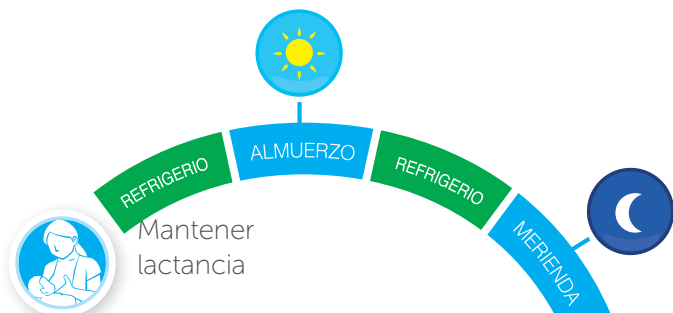 REFRIGERIO
ALMUERZO
REFRIGERIO
MERIENDA
Mantener
lactancia